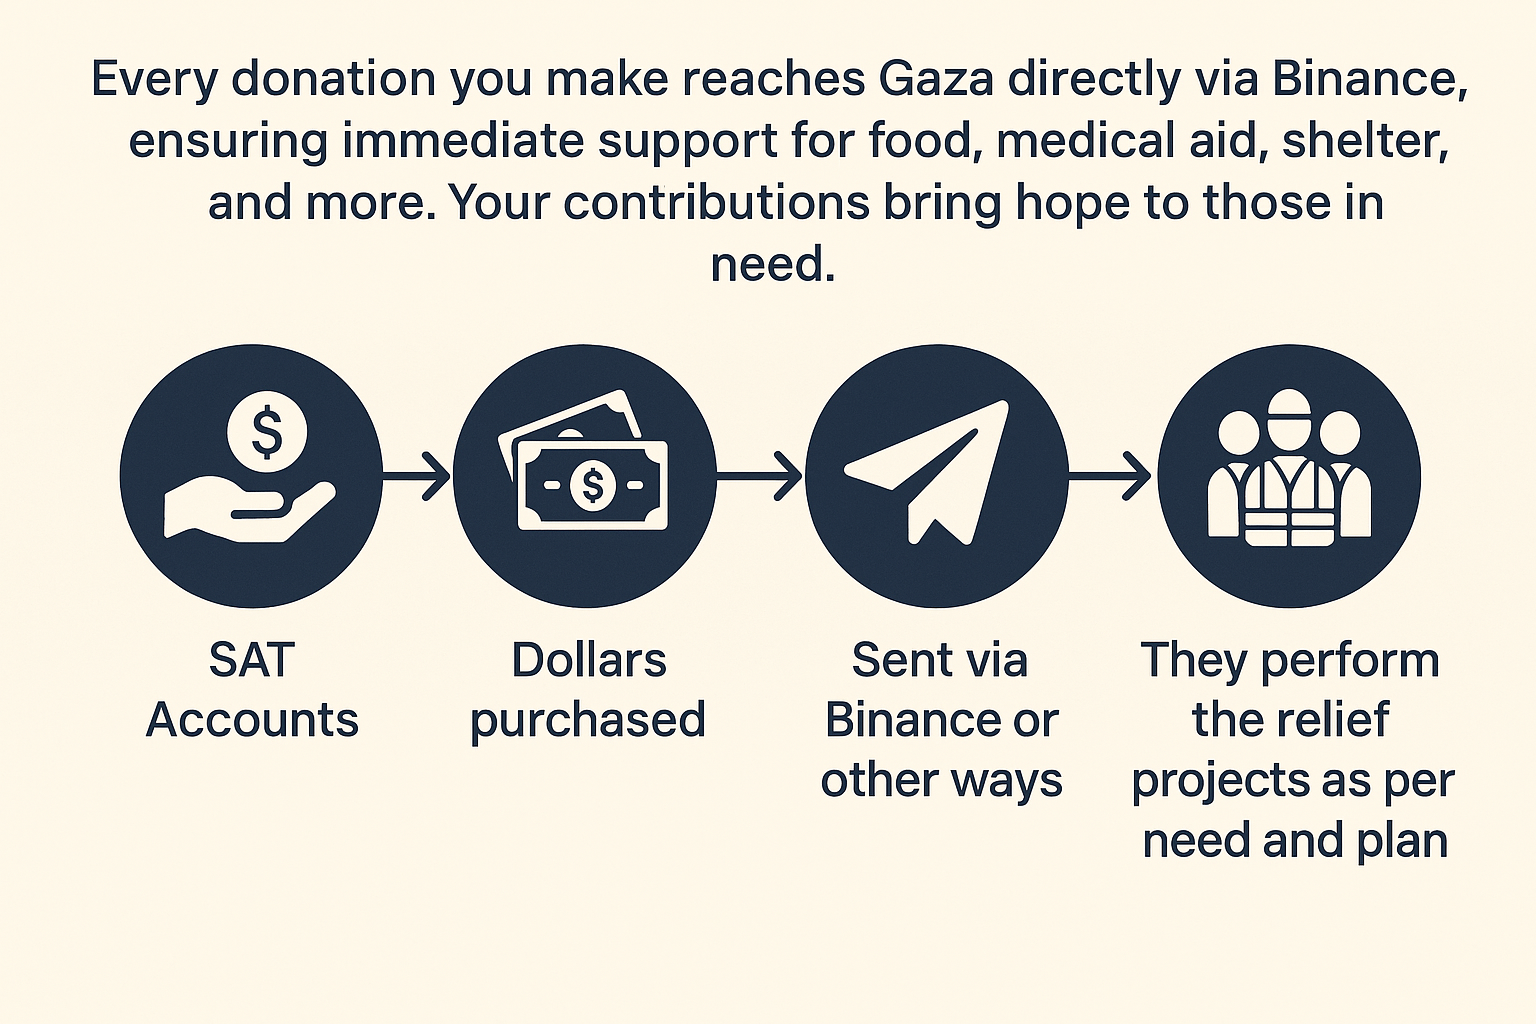 Every donation you make reaches Gaza directly via Binance,
ensuring immediate support for food, medical aid, shelter,
and more. Your contributions bring hope to those in
need.
$
$
SAT
Accounts
Dollars
purchased
Sent via
Binance or
other ways
They perform
the relief
projects as per
need and plan